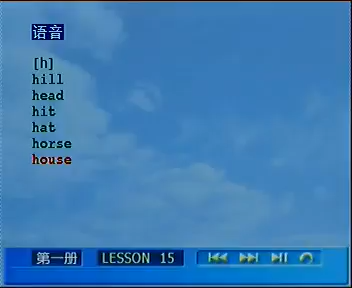 语音
[h]
hill
head
hit
hat
horse
house
第一册 LESSON 15